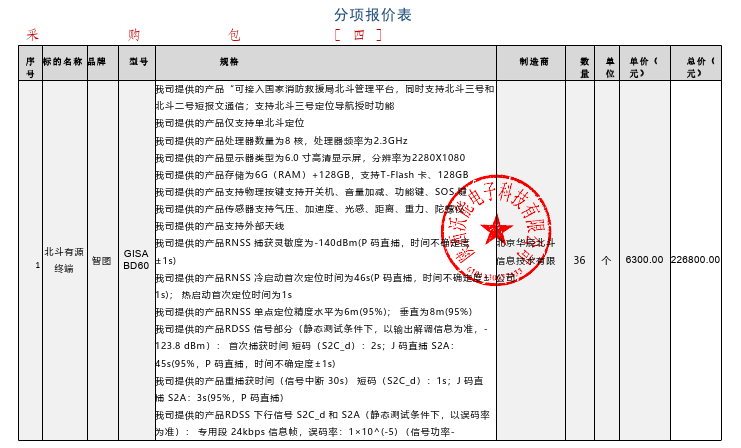 分项报价表
采 购 包 [四]
序号 标的名称 品牌 型号 规格 制造商 数量 单位 单价（元） 总价（元）
我司提供的产品“可接入国家消防救援局北斗管理平台，同时支持北斗三号和
北斗二号短报文通信；支持北斗三号定位导航授时功能
我司提供的产品仅支持单北斗定位
我司提供的产品处理器数量为8 核，处理器频率为2.3GHz
我司提供的产品显示器类型为6.0 寸高清显示屏，分辨率为2280X1080
我司提供的产品存储为6G（RAM）+128GB，支持T-Flash 卡、128GB
我司提供的产品支持物理按键支持开关机、音量加减、功能键、SOS 键
我司提供的产品传感器支持气压、加速度、光感、距离、重力、陀螺仪
我司提供的产品支持外部天线
我司提供的产品RNSS 捕获灵敏度为-140dBm(P 码直捕，时间不确定度
±1s)
我司提供的产品RNSS 冷启动首次定位时间为46s(P 码直捕，时间不确定度±
1s)； 热启动首次定位时间为1s
我司提供的产品RNSS 单点定位精度水平为6m(95%)； 垂直为8m(95%)
我司提供的产品RDSS 信号部分（静态测试条件下，以输出解调信息为准，-
123.8 dBm）： 首次捕获时间 短码（S2C_d）：2s；J 码直捕 S2A：
45s(95%，P 码直捕，时间不确定度±1s)
我司提供的产品重捕获时间（信号中断 30s） 短码（S2C_d）：1s；J 码直
捕 S2A：3s(95%，P 码直捕)
我司提供的产品RDSS 下行信号 S2C_d 和 S2A（静态测试条件下，以误码率
为准）： 专用段 24kbps 信息帧，误码率：1×10^(-5)（信号功率-
1
北斗有源
终端
智图
GISA
BD60
信息技术有限
公司
36
个
6300.00
226800.00
电子科技有限公司